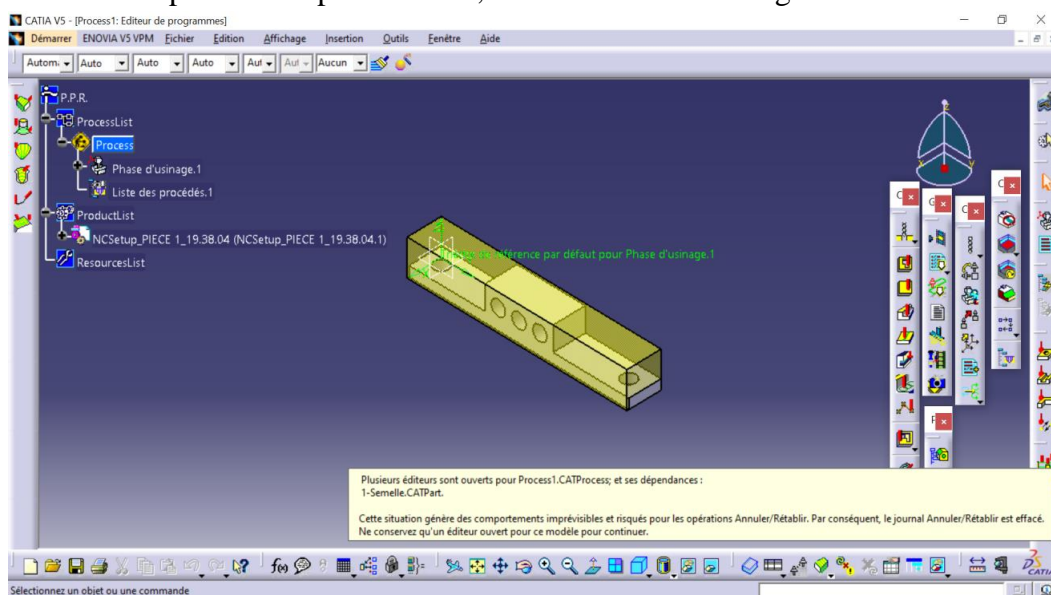 CATIA V5 - [Process1: Editeur de programmes]
Démarrer ENOVIA V5 VPM Fichier Edition Affichage Insertion Outils Fenêtre Aide
Auto Auto Auto Aucun
P.P.R.
ProcessList
Process
Phase d'usinage.1
Liste des procédés.1
ProductList
NCSetup_PIECE 1_19.38.04 (NCSetup_PIECE 1_19.38.04.1)
ResourcesList
référence par défaut pour Phase d'usinage.1
Plusieurs éditeurs sont ouverts pour Process1.CATProcess; et ses dépendances :
1-Semelle.CATPart.
Cette situation génère des comportements imprévisibles et risqués pour les opérations Annuler/Rétablir. Par conséquent, le journal Annuler/Rétablir est effacé.
Ne conservez qu'un éditeur ouvert pour ce modèle pour continuer.
Sélectionnez un objet ou une commande